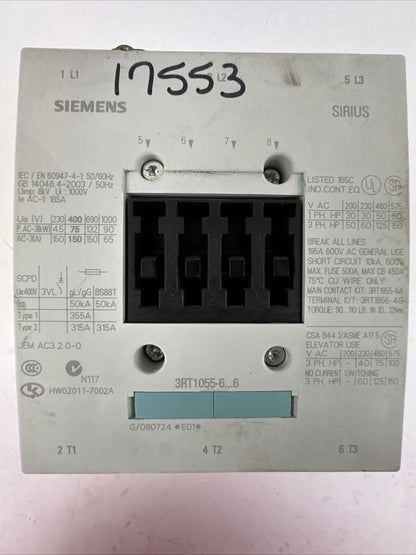 17553
1 L1
L2
5 L3
SIEMENS
SIRIUS
5 6 7 8
IEC / EN 60947-4-1: 50/60Hz
GB 14048.4-2003 / 50Hz
Uimp: 8kV Ui : 1000V
Ie AC-1: 185A
Ue (V) 230 400 690 1000
P AC-3(kW) 45 75 132 90
AC-3(A) 150 150 150 65
SCPD
Ue:400V 3VL gL/gG BS88T
Iq 50kA 50kA
Type 1 355A
Type 2 315A 315A
JEM AC3.2.0-0
N117
HW02011-7002A
LISTED 165C
IND.CONT.EQ.
V AC 200 230 460 575
1 PH, HP 30 30 50 50
3 PH, HP 50 60 125 150
BREAK ALL LINES
195A 600V AC GENERAL USE
SHORT CIRCUIT 10kA, 600V
MAX. FUSE 500A, MAX CB 450A
75°C CU WIRE ONLY
MAIN CONTACT KIT: 3RT1955-6A
TERMINAL KIT: 3RT1956-4G
TORQUE: 90...110 LB. IN 10...12Nm
CSA B44.1/ASME A17.5
ELEVATOR USE
V AC 200 230 460 575
3 PH, HP - 40 75 100
NO CURRENT SWITCHING
3 PH, HP - 60 125 150
3RT1055-6...6
G/080724 *E01*
2 T1
4 T2
6 T3